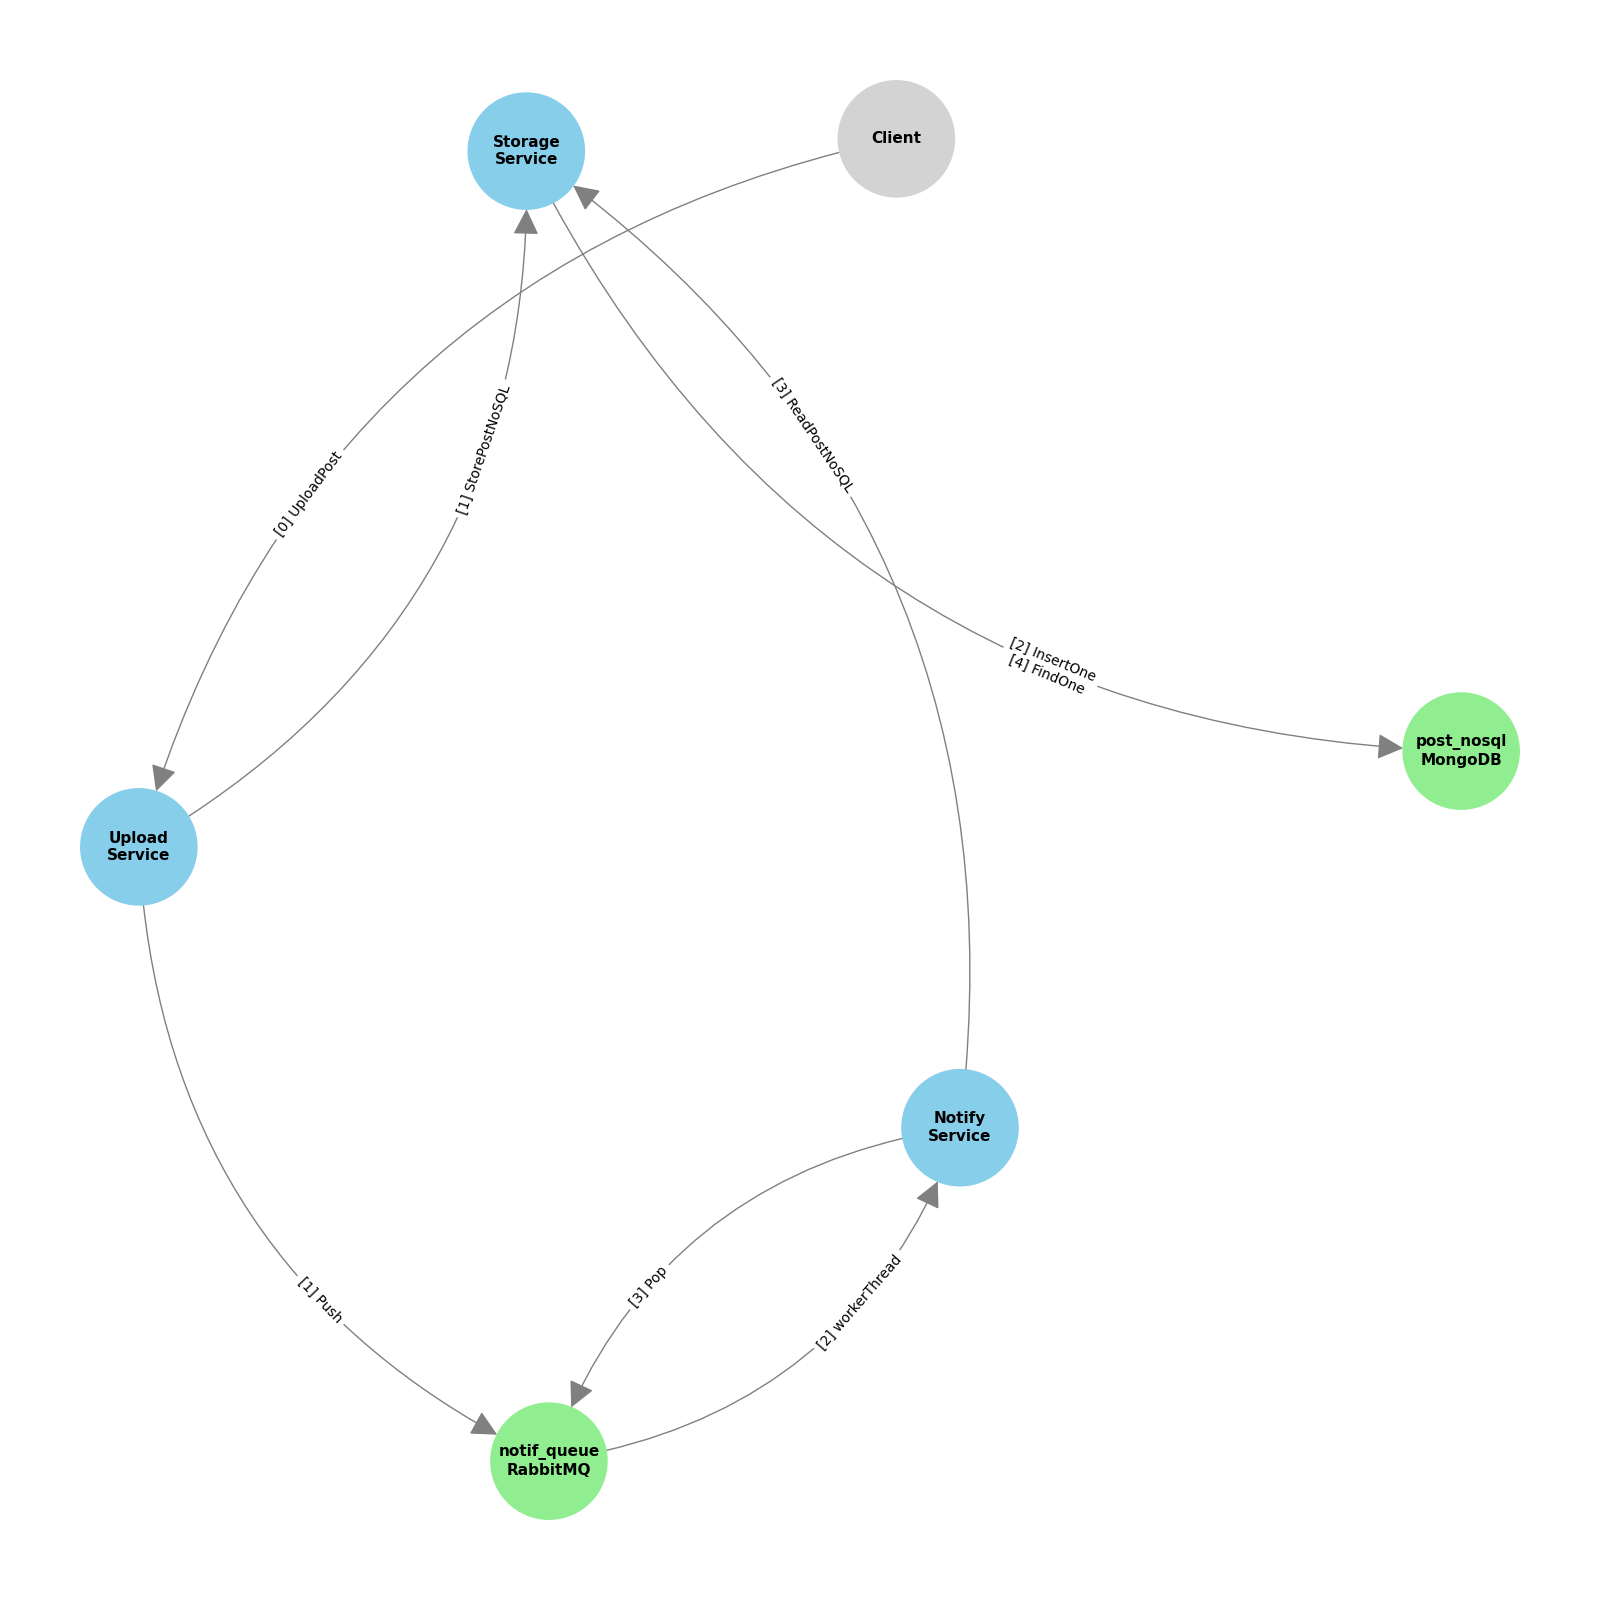 Storage
Service
Client
[0] UploadPost
[1] StorePostNoSQL
[3] ReadPostNoSQL
[2] InsertOne
[4] FindOne
post_nosql
MongoDB
Upload
Service
Notify
Service
[1] Push
[3] Pop
[2] workerThread
notif_queue
RabbitMQ